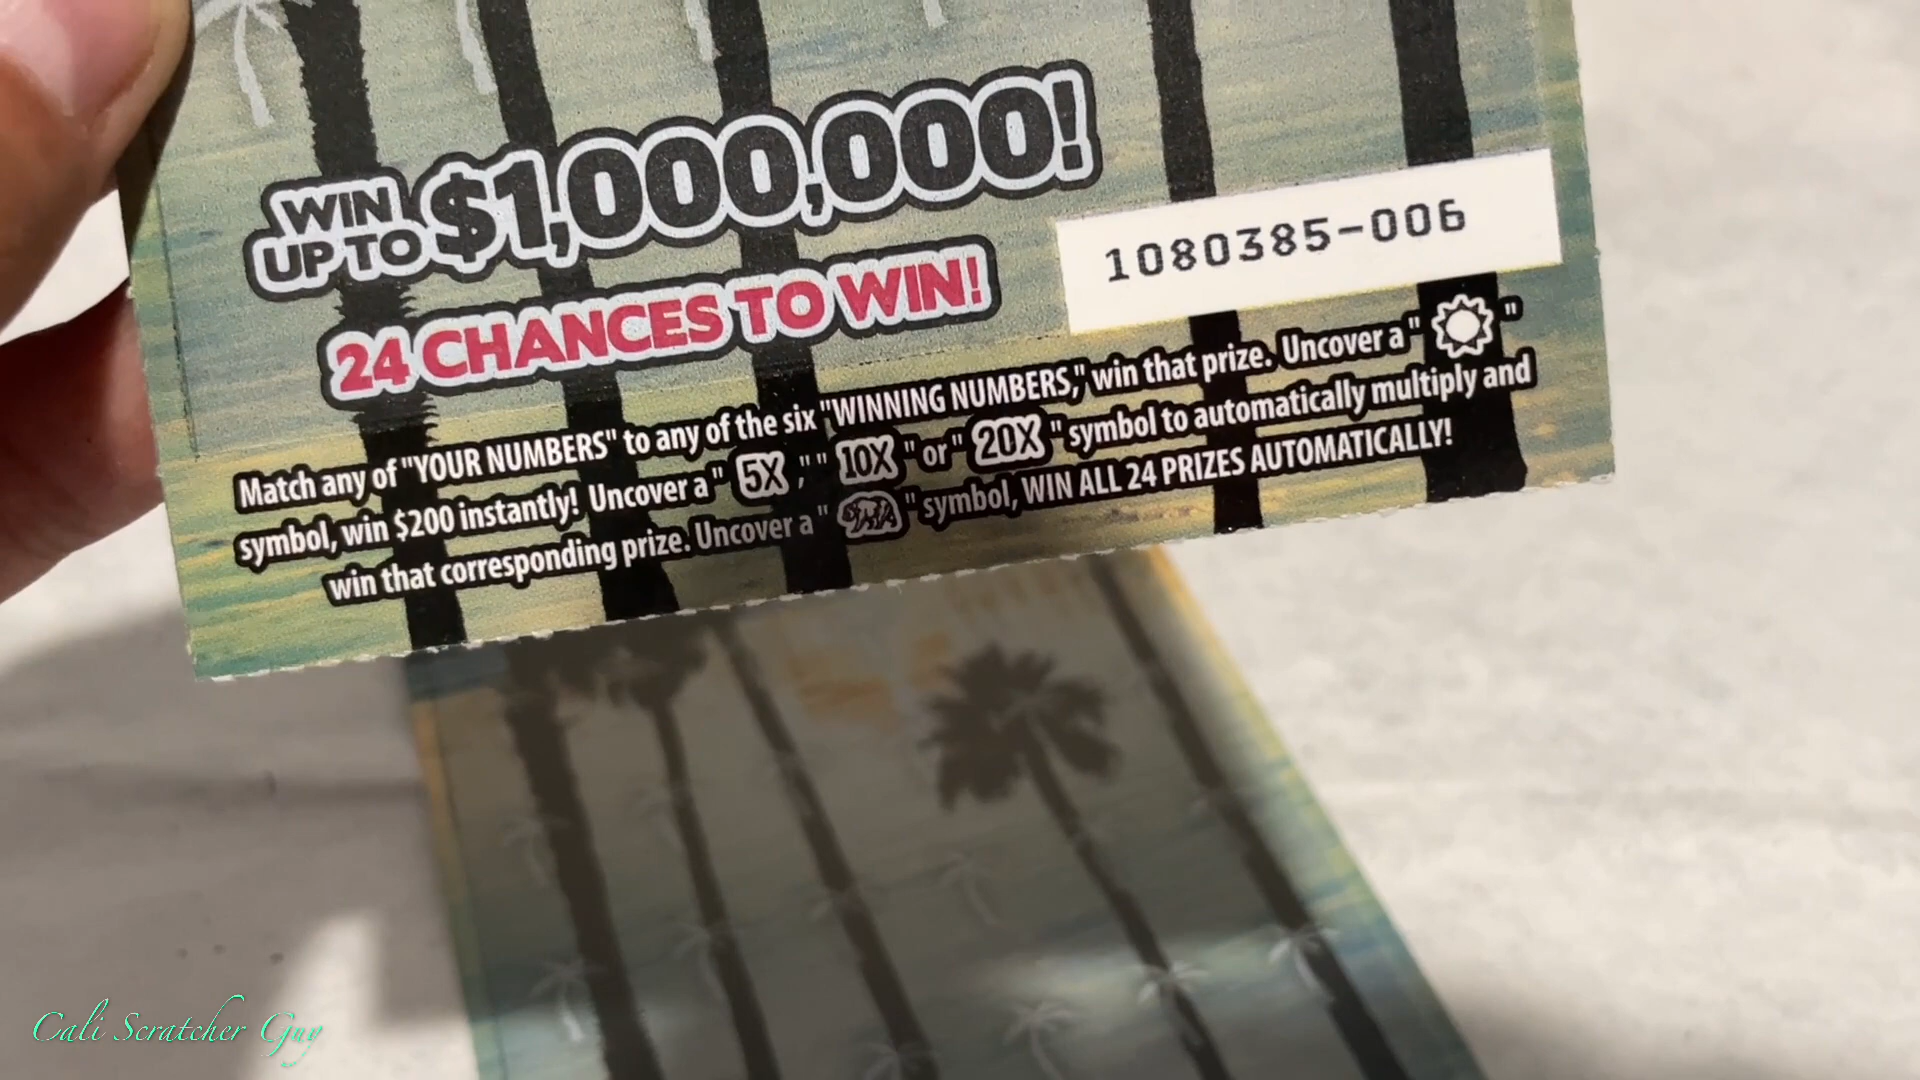 WIN
UP TO $1,000,000!
24 CHANCES TO WIN!
1080385-006
Match any of "YOUR NUMBERS" to any of the six "WINNING NUMBERS," win that prize. Uncover a " "
symbol, win $200 instantly! Uncover a " 5X ," " 10X " or " 20X " symbol to automatically multiply and
win that corresponding prize. Uncover a " " symbol, WIN ALL 24 PRIZES AUTOMATICALLY!
Cali Scratcher Guy